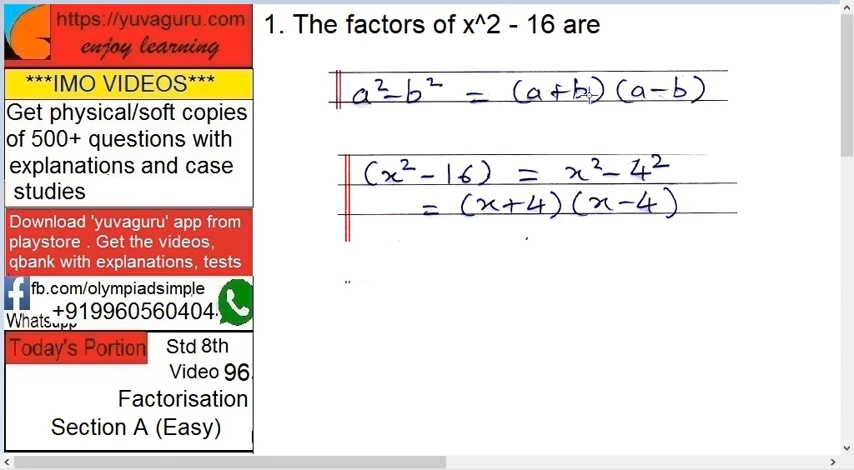 https://yuvaguru.com
enjoy learning
***IMO VIDEOS***
Get physical/soft copies
of 500+ questions with
explanations and case
studies
Download 'yuvaguru' app from
playstore . Get the videos,
qbank with explanations, tests
fb.com/olympiadsimple
+919960560404
Whatsapp
Today's Portion
Std 8th
Video 96
Factorisation
Section A (Easy)
1. The factors of x^2 - 16 are
a² - b² = (a + b) (a - b)
(x² - 16) = x² - 4²
= (x + 4) (x - 4)